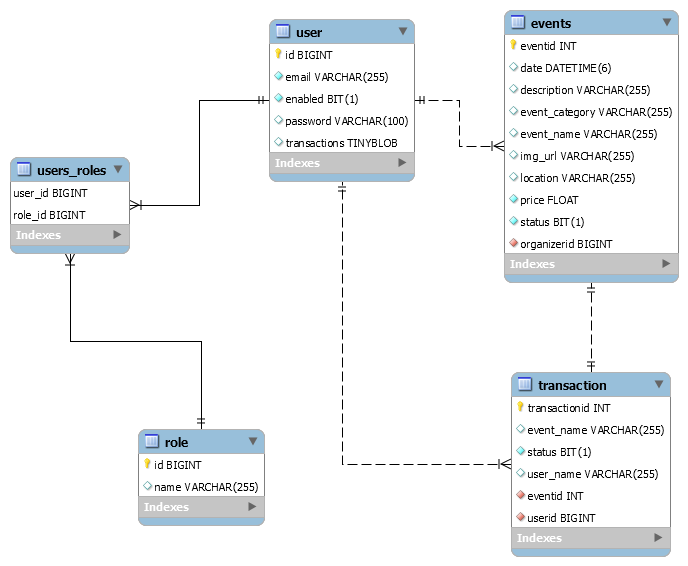 user
id BIGINT
email VARCHAR(255)
enabled BIT(1)
password VARCHAR(100)
transactions TINYBLOB
Indexes
events
eventid INT
date DATETIME(6)
description VARCHAR(255)
event_category VARCHAR(255)
event_name VARCHAR(255)
img_url VARCHAR(255)
location VARCHAR(255)
price FLOAT
status BIT(1)
organizerid BIGINT
Indexes
users_roles
user_id BIGINT
role_id BIGINT
Indexes
role
id BIGINT
name VARCHAR(255)
Indexes
transaction
transactionid INT
event_name VARCHAR(255)
status BIT(1)
user_name VARCHAR(255)
eventid INT
userid BIGINT
Indexes